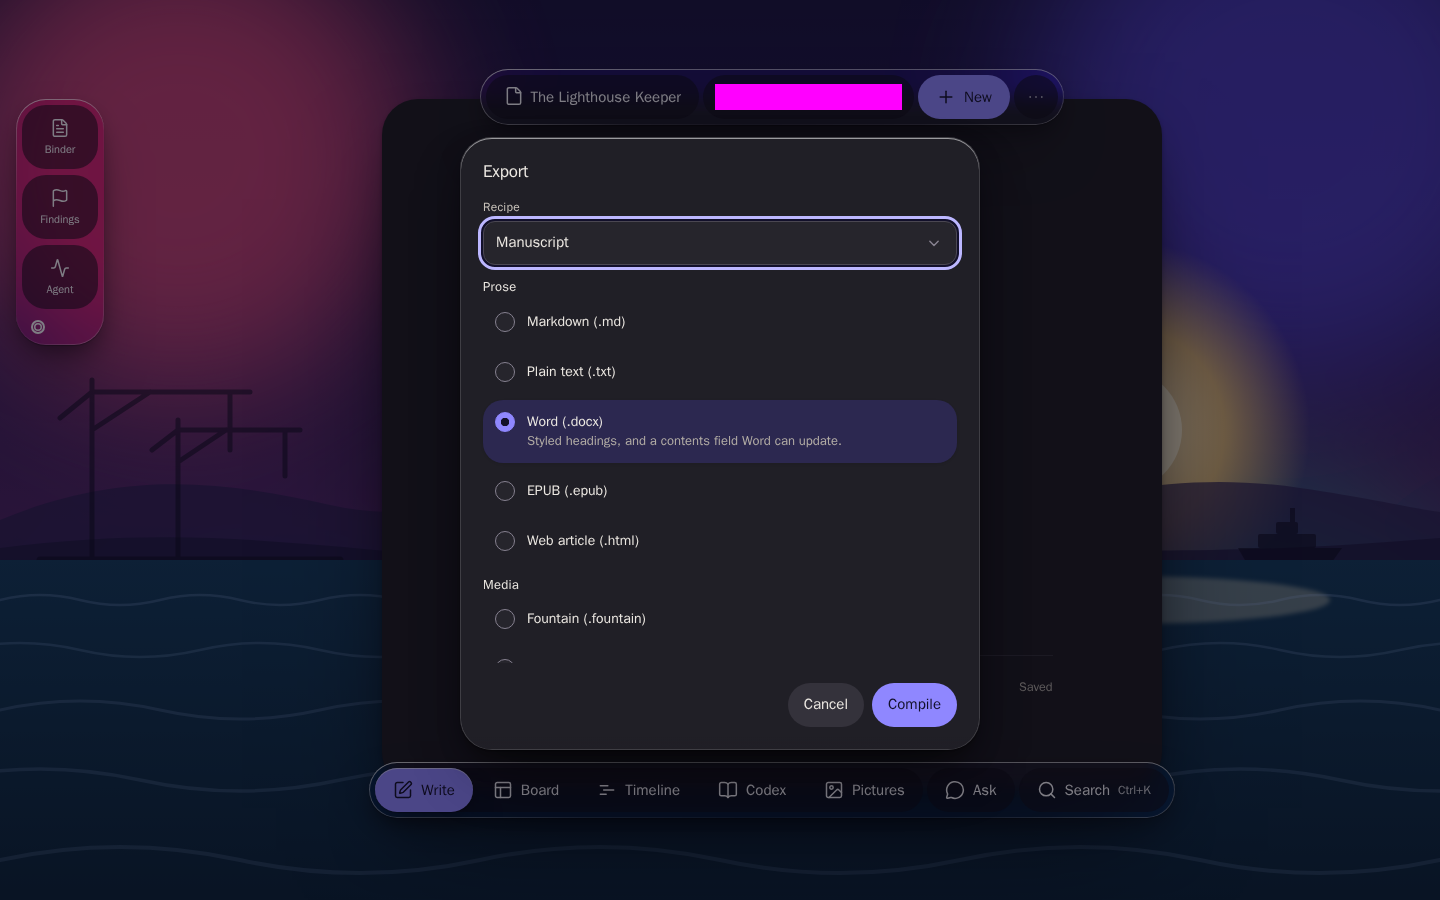 The Lighthouse Keeper
New
Binder
Findings
Agent
Export
Recipe
Manuscript
Prose
Markdown (.md)
Plain text (.txt)
Word (.docx)
Styled headings, and a contents field Word can update.
EPUB (.epub)
Web article (.html)
Media
Fountain (.fountain)
Cancel
Compile
Saved
Write
Board
Timeline
Codex
Pictures
Ask
Search Ctrl+K